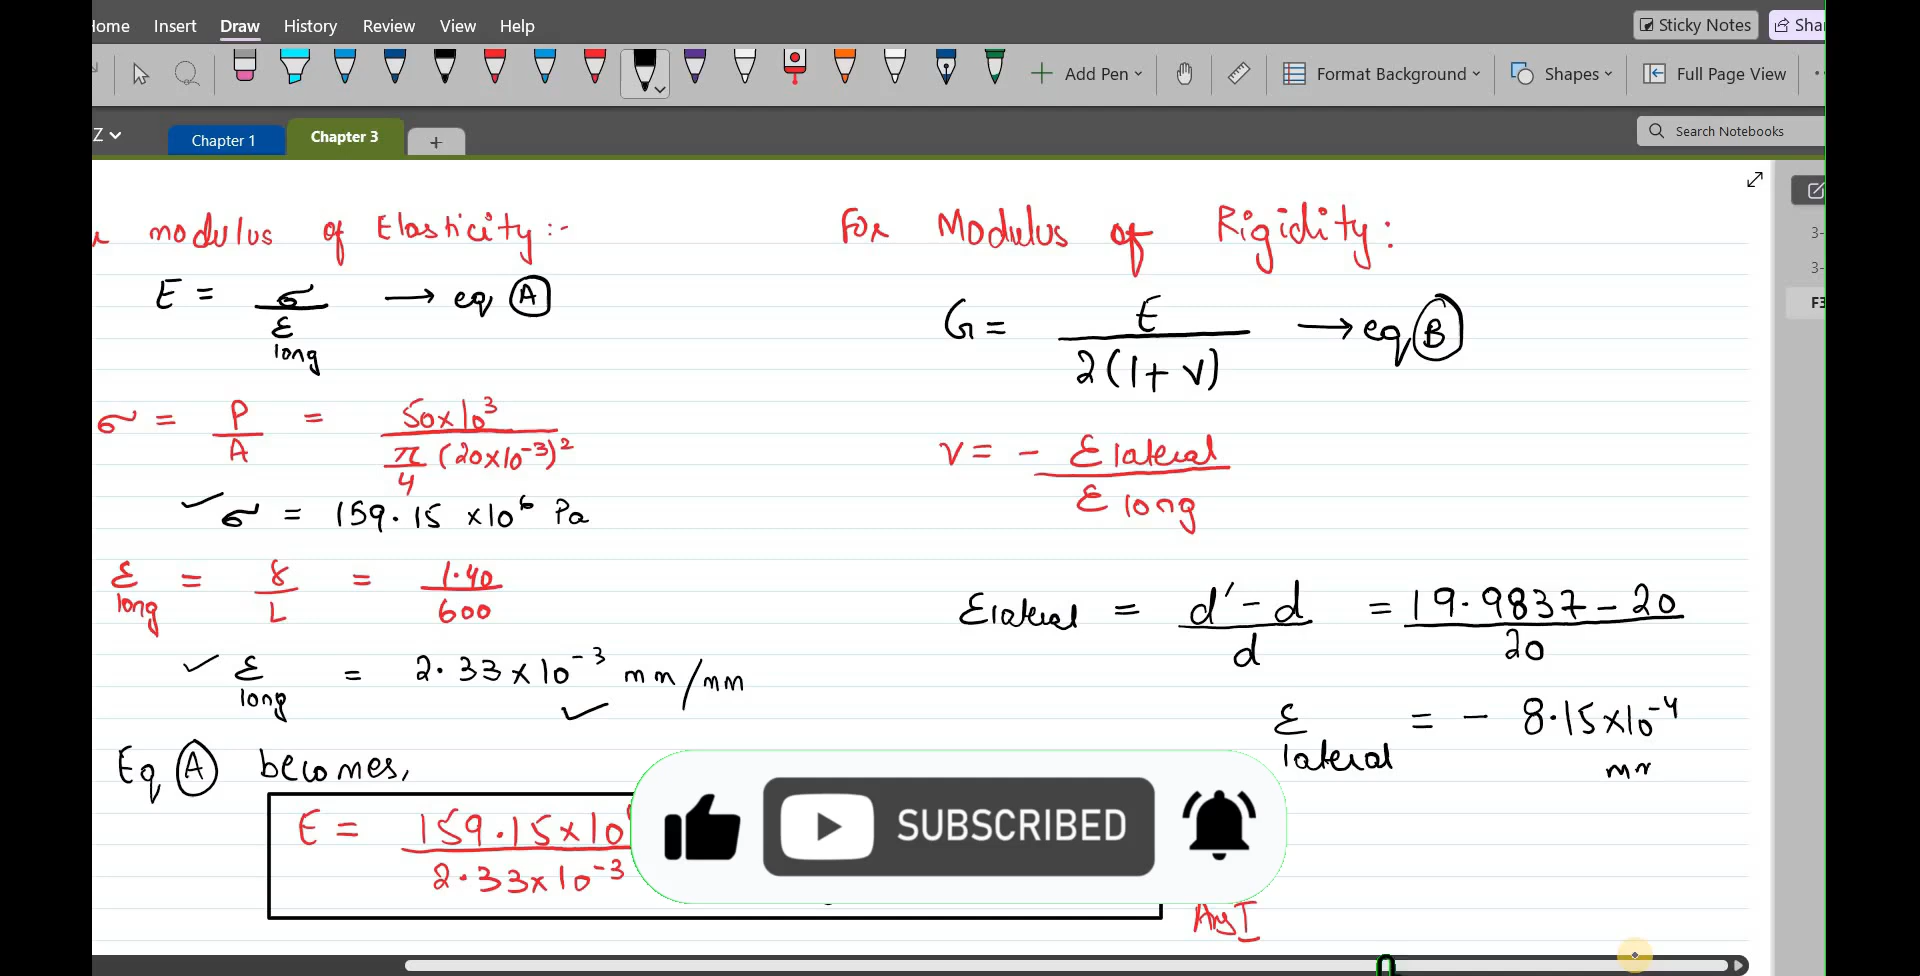 Home Insert Draw History Review View Help
Sticky Notes
Add Pen Format Background Shapes Full Page View
Z Chapter 1 Chapter 3 +
Search Notebooks
modulus of Elasticity :-
E = σ / ε long → eq (A)
σ = P/A = 50×10³ / π/4 (20×10⁻³)²
σ = 159.15 ×10⁶ Pa
ε long = δ/L = 1.40/600
ε long = 2.33×10⁻³ mm/mm
Eq (A) becomes,
E = 159.15×10 / 2.33×10⁻³
For Modulus of Rigidity:
G = E / 2(1+ν) → eq (B)
ν = - ε lateral / ε long
ε lateral = d' - d / d = 19.9837 - 20 / 20
ε lateral = - 8.15×10⁻⁴
SUBSCRIBED
3-
3-
F3